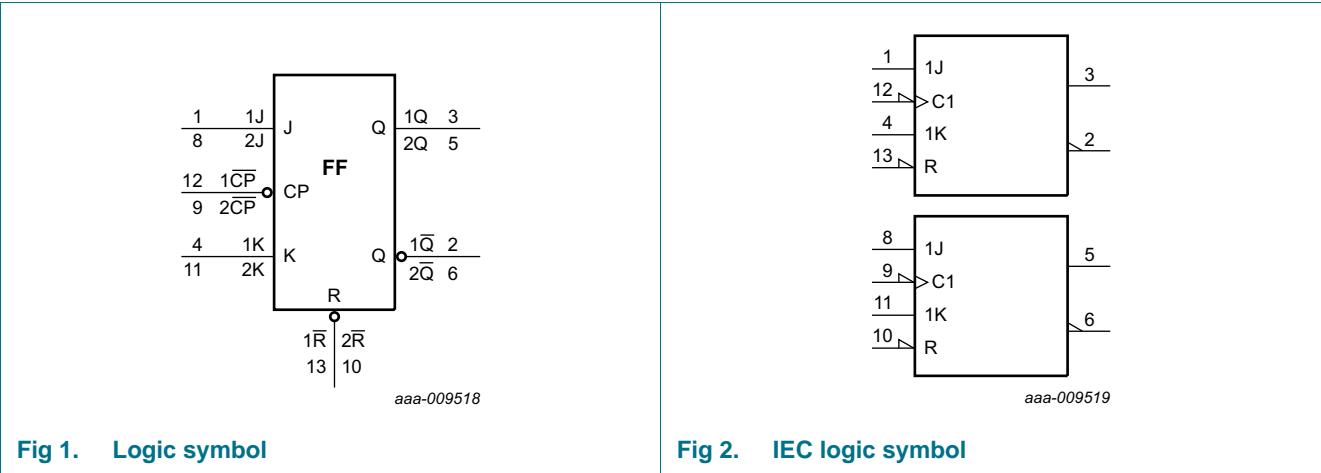 1 1J J Q 1Q 3
8 2J 2Q 5
FF
12 1C̅P̅ CP
9 2C̅P̅
4 1K K Q 1Q̅ 2
11 2K 2Q̅ 6
R
1R̅ 2R̅
13 10
aaa-009518
Fig 1. Logic symbol
1 1J 3
12 C1
4 1K 2
13 R
8 1J 5
9 C1
11 1K 6
10 R
aaa-009519
Fig 2. IEC logic symbol